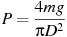 P = 4mg / πD²